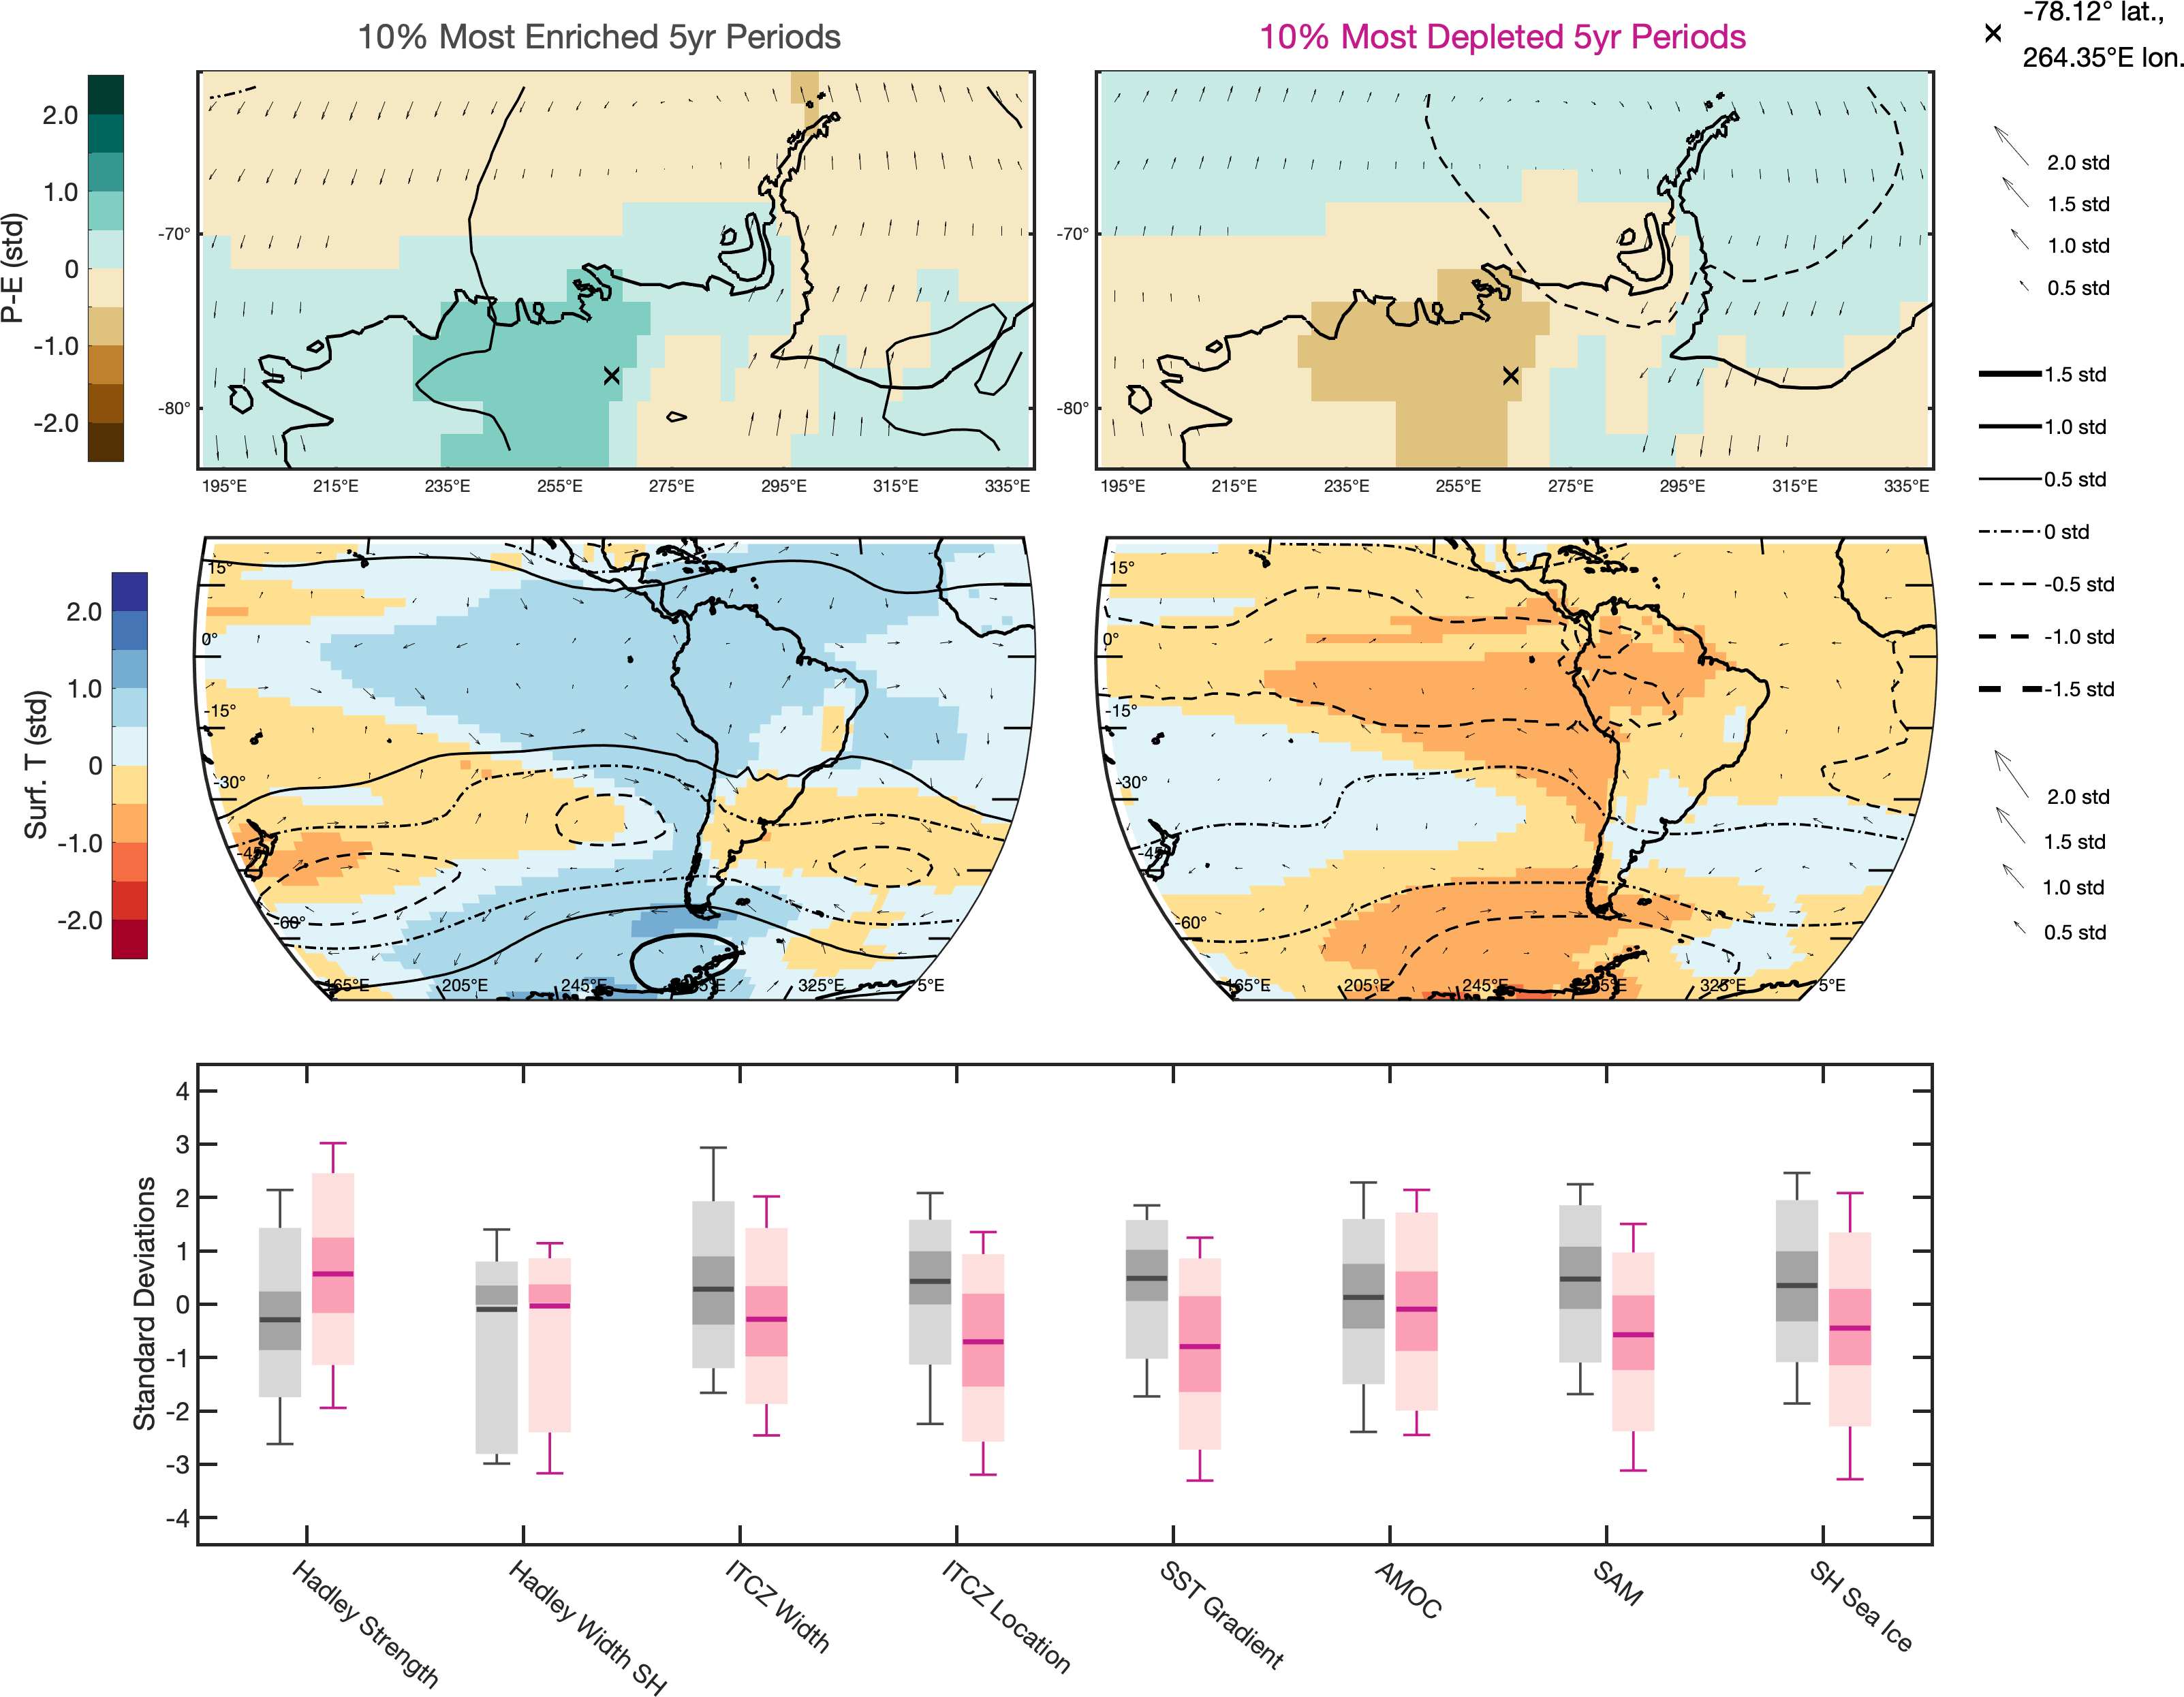 10% Most Enriched 5yr Periods
10% Most Depleted 5yr Periods
-78.12° lat.,
264.35°E lon.
P-E (std)
2.0
1.0
0
-1.0
-2.0
-70°
-80°
195°E 215°E 235°E 255°E 275°E 295°E 315°E 335°E
-70°
-80°
195°E 215°E 235°E 255°E 275°E 295°E 315°E 335°E
2.0 std
1.5 std
1.0 std
0.5 std
1.5 std
1.0 std
0.5 std
0 std
-0.5 std
-1.0 std
-1.5 std
Surf. T (std)
2.0
1.0
0
-1.0
-2.0
15°
0°
-15°
-30°
-45°
-60°
165°E 205°E 245°E 285°E 325°E 5°E
15°
0°
-15°
-30°
-45°
-60°
165°E 205°E 245°E 285°E 325°E 5°E
2.0 std
1.5 std
1.0 std
0.5 std
Standard Deviations
4
3
2
1
0
-1
-2
-3
-4
Hadley Strength
Hadley Width SH
ITCZ Width
ITCZ Location
SST Gradient
AMOC
SAM
SH Sea Ice